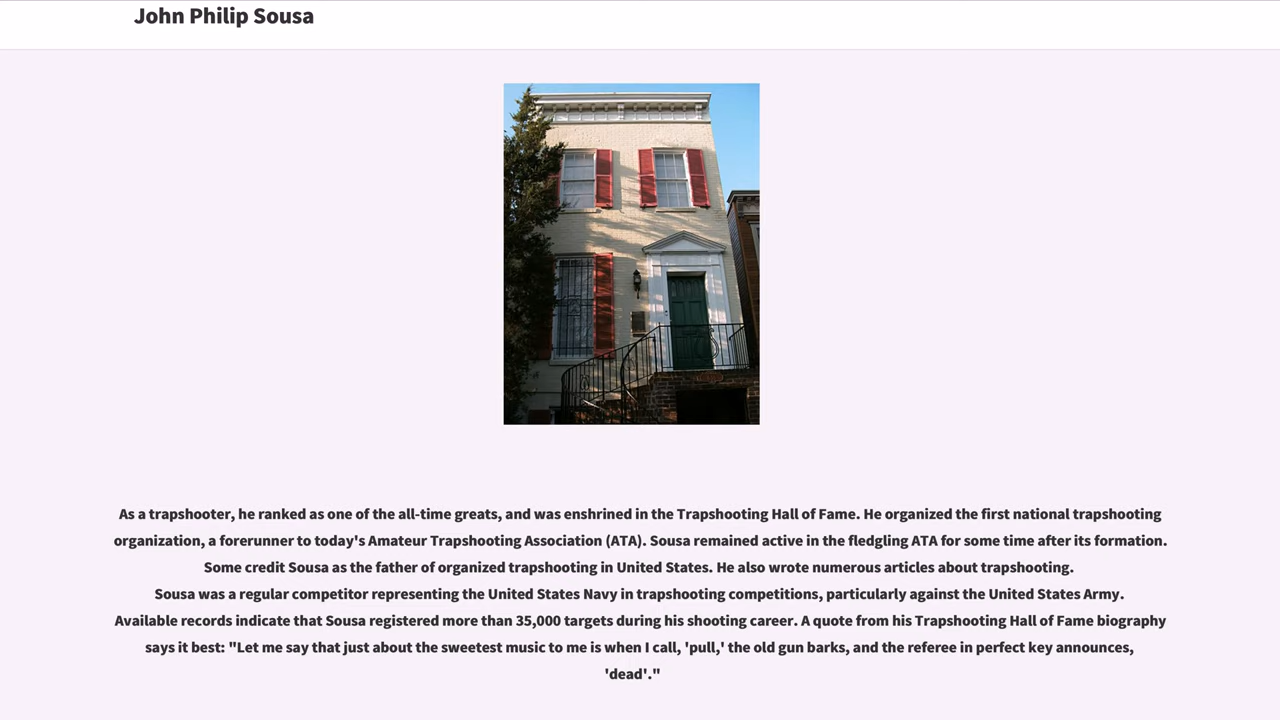 John Philip Sousa
As a trapshooter, he ranked as one of the all-time greats, and was enshrined in the Trapshooting Hall of Fame. He organized the first national trapshooting
organization, a forerunner to today's Amateur Trapshooting Association (ATA). Sousa remained active in the fledgling ATA for some time after its formation.
Some credit Sousa as the father of organized trapshooting in United States. He also wrote numerous articles about trapshooting.
Sousa was a regular competitor representing the United States Navy in trapshooting competitions, particularly against the United States Army.
Available records indicate that Sousa registered more than 35,000 targets during his shooting career. A quote from his Trapshooting Hall of Fame biography
says it best: "Let me say that just about the sweetest music to me is when I call, 'pull,' the old gun barks, and the referee in perfect key announces,
'dead'."